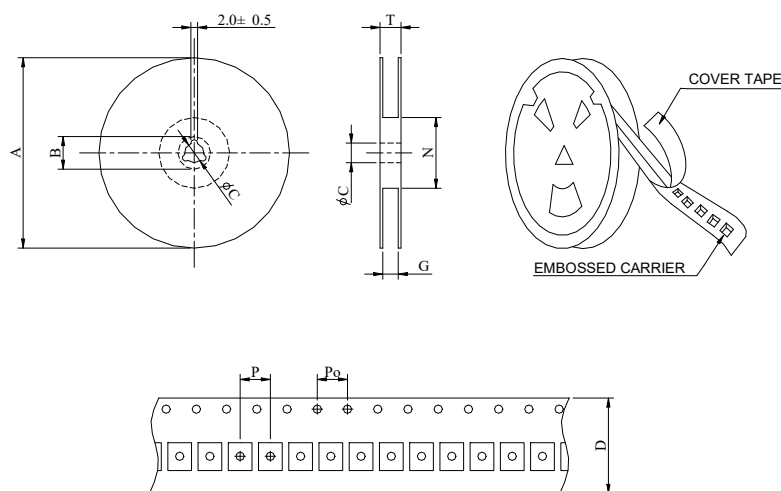 2.0± 0.5
T
A
B
ϕC
ϕC
N
G
COVER TAPE
EMBOSSED CARRIER
P
Po
D